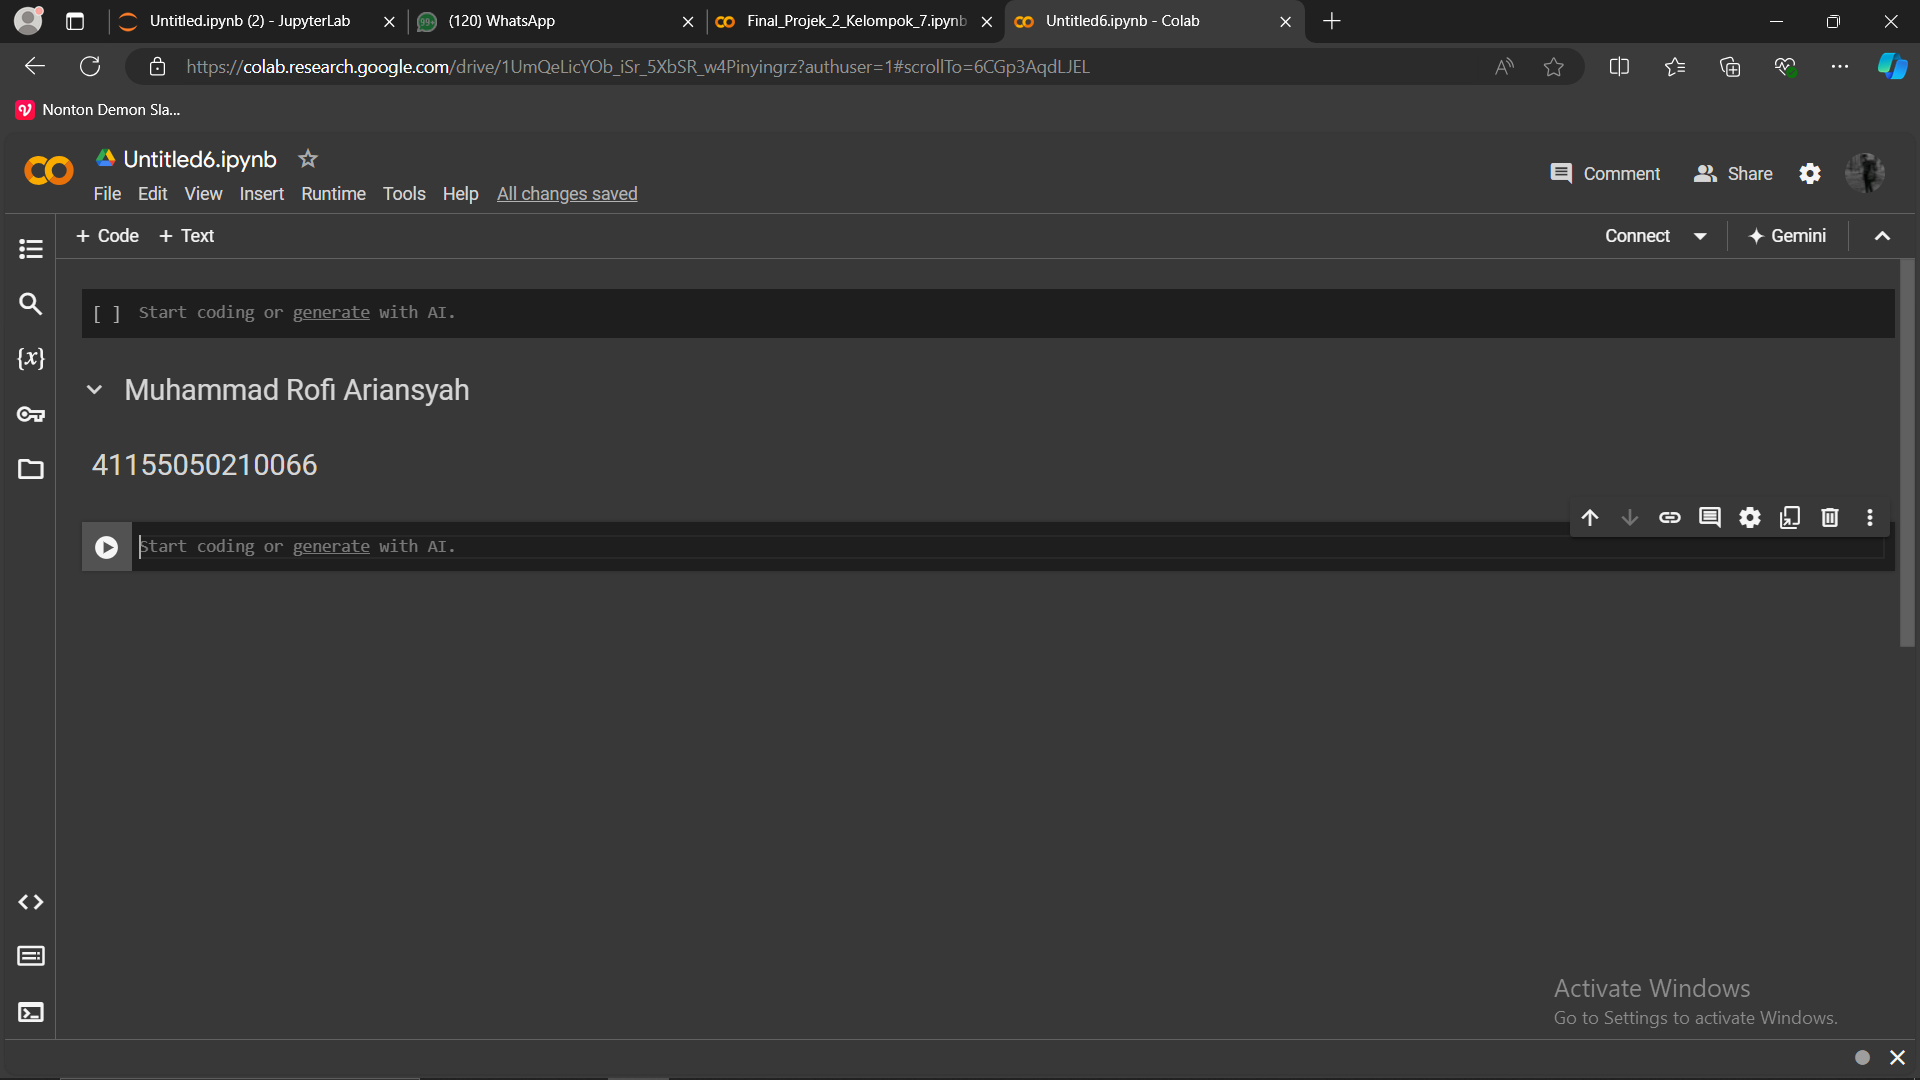 Untitled.ipynb (2) - JupyterLab
99+
(120) WhatsApp
Final_Projek_2_Kelompok_7.ipynb
Untitled6.ipynb - Colab
https://colab.research.google.com/drive/1UmQeLicYOb_iSr_5XbSR_w4Pinyingrz?authuser=1#scrollTo=6CGp3AqdLJEL
Nonton Demon Sla...
Untitled6.ipynb
Comment
Share
File Edit View Insert Runtime Tools Help All changes saved
+ Code + Text
Connect
Gemini
[ ] Start coding or generate with AI.
{x}
Muhammad Rofi Ariansyah
41155050210066
Start coding or generate with AI.
Activate Windows
Go to Settings to activate Windows.